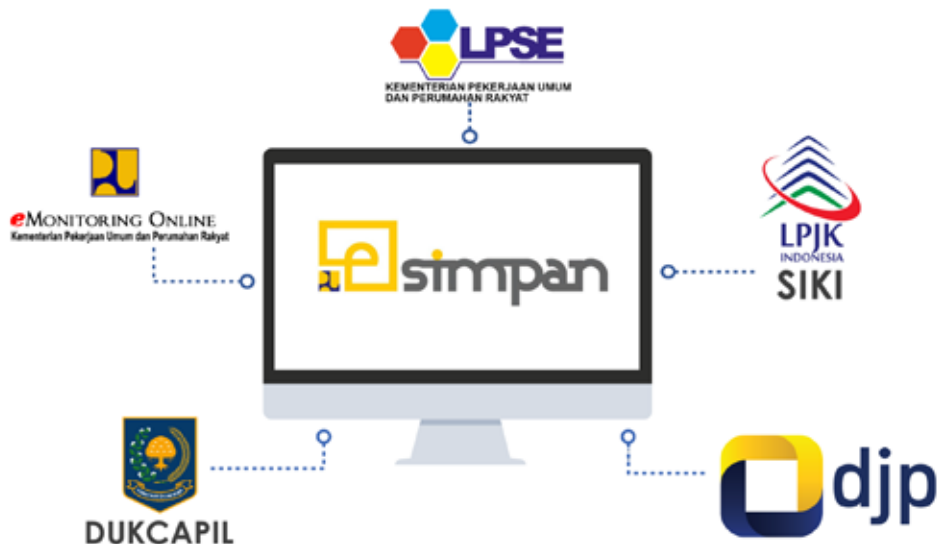 LPSE
KEMENTERIAN PEKERJAAN UMUM
DAN PERUMAHAN RAKYAT
eMONITORING ONLINE
Kementerian Pekerjaan Umum dan Perumahan Rakyat
esimpan
LPJK
INDONESIA
SIKI
DUKCAPIL
djp